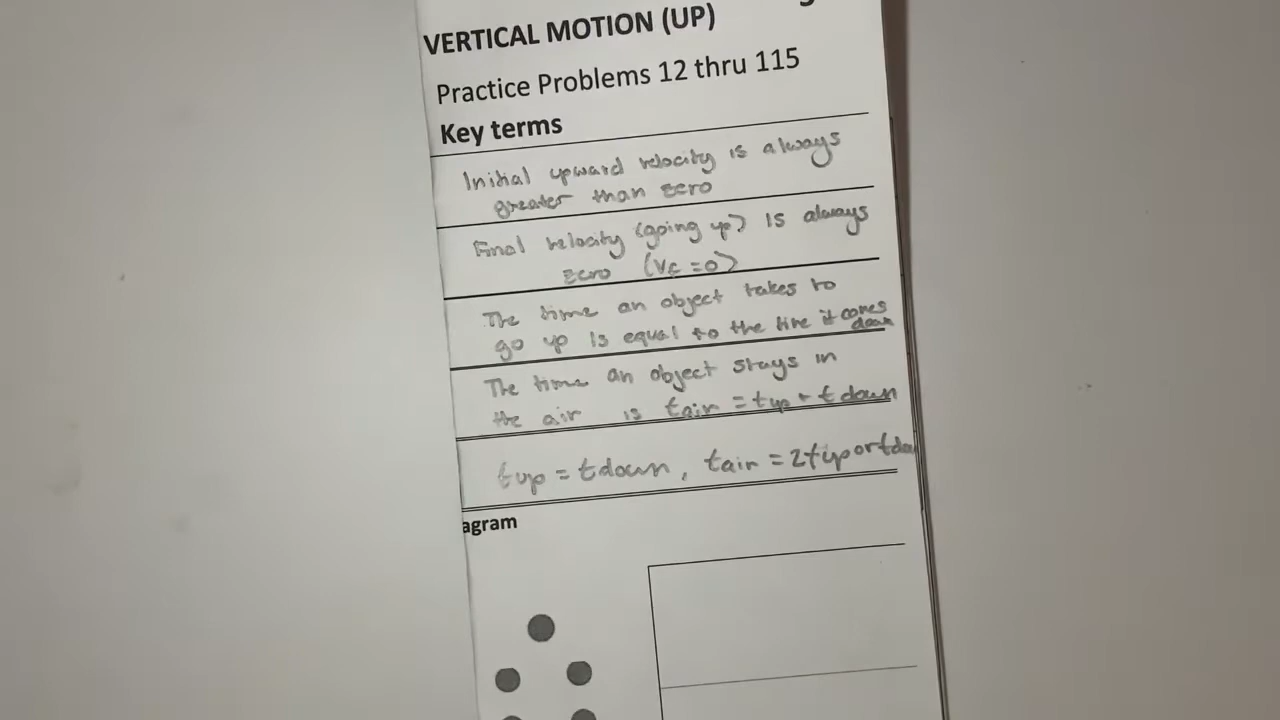 VERTICAL MOTION (UP)
Practice Problems 12 thru 115
Key terms
Initial upward velocity is always
greater than zero
Final velocity (going up) is always
zero (Vf = 0)
The time an object takes to
go up is equal to the time it comes
down
The time an object stays in
the air is tair = tup + tdown
tup = tdown, tair = 2tup or tdo
agram